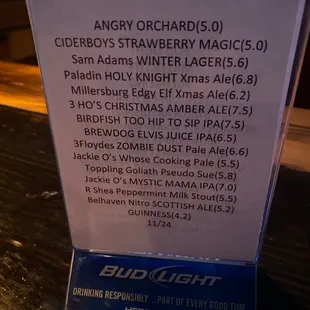 ANGRY ORCHARD(5.0)
CIDERBOYS STRAWBERRY MAGIC(5.0)
Sam Adams WINTER LAGER(5.6)
Paladin HOLY KNIGHT Xmas Ale(6.8)
Millersburg Edgy Elf Xmas Ale(6.2)
3 HO'S CHRISTMAS AMBER ALE(7.5)
BIRDFISH TOO HIP TO SIP IPA(7.5)
BREWDOG ELVIS JUICE IPA(6.5)
3Floydes ZOMBIE DUST Pale Ale(6.6)
Jackie O's Whose Cooking Pale (5.5)
Toppling Goliath Pseudo Sue(5.8)
Jackie O's MYSTIC MAMA IPA(7.0)
R Shea Peppermint Milk Stout(5.5)
Belhaven Nitro SCOTTISH ALE(5.2)
GUINNESS(4.2)
11/24
BUD LIGHT
DRINKING RESPONSIBLY...PART OF EVERY GOOD TIME